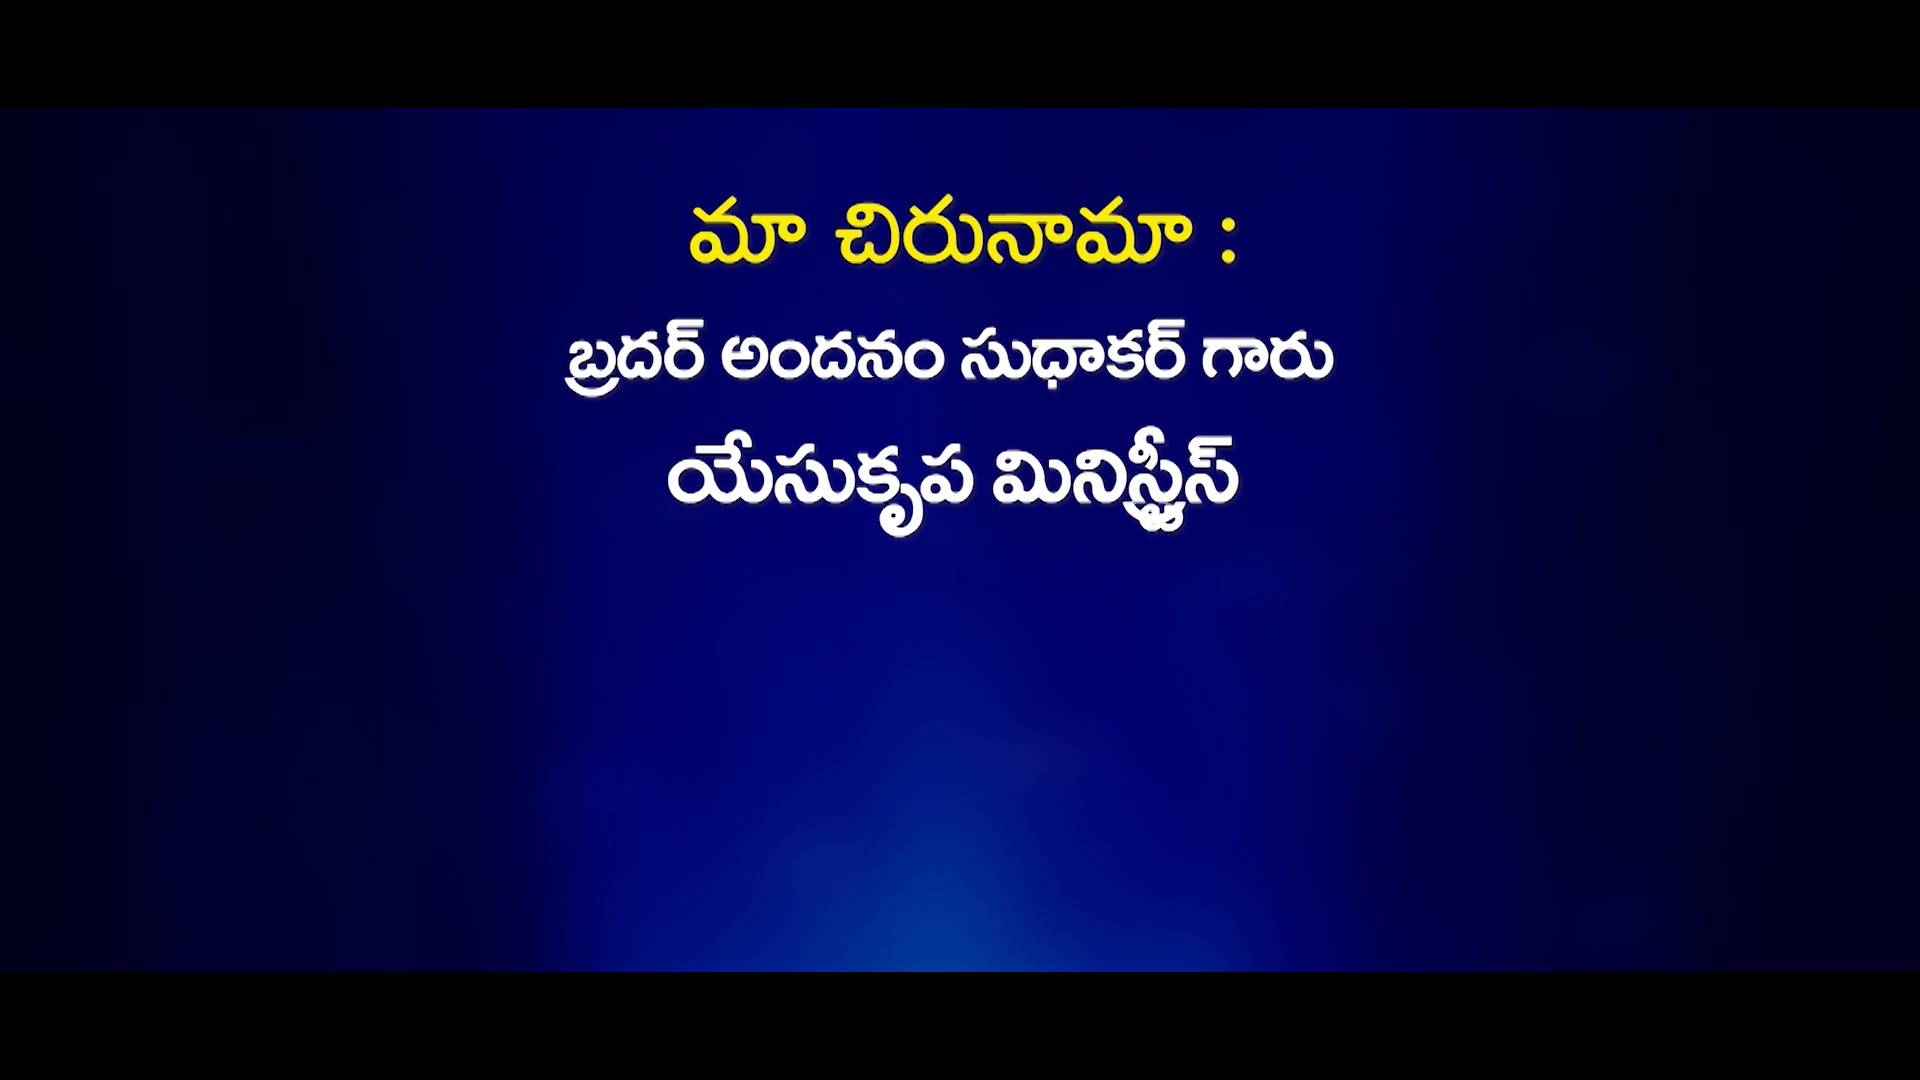 మా చిరునామా :
బ్రదర్ అందనం సుధాకర్ గారు
యేసుకృప మినిస్ట్రీస్